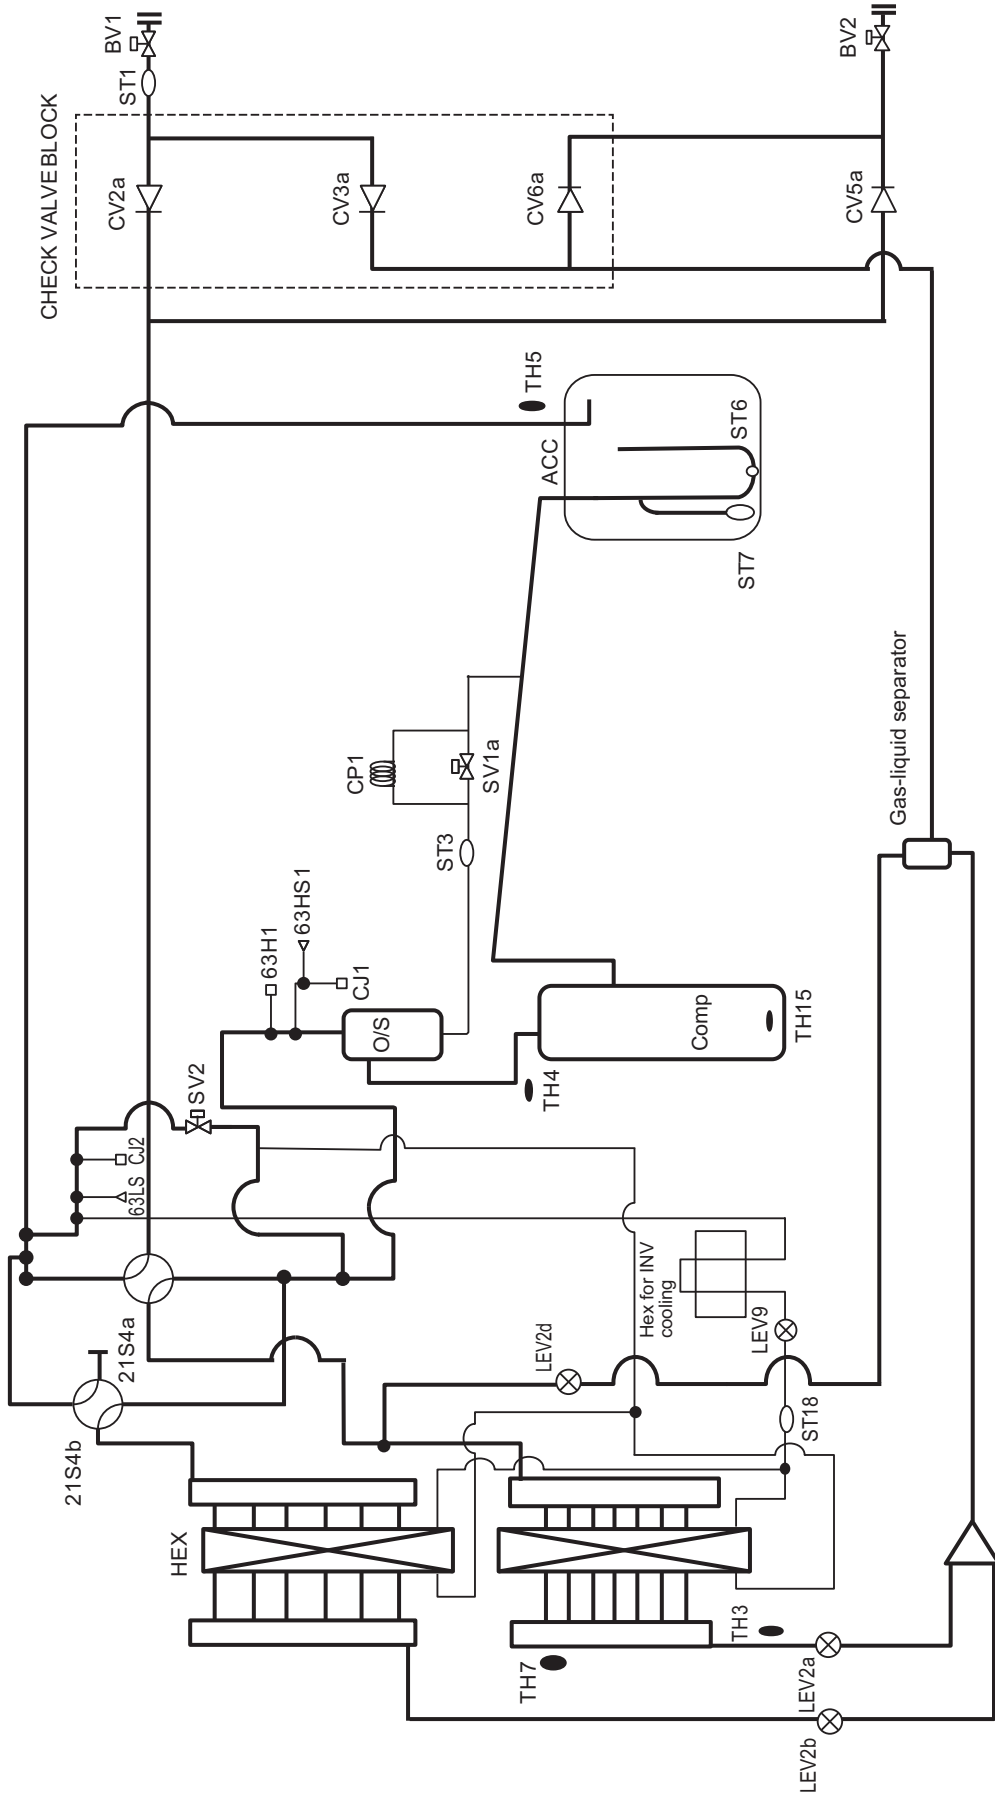 CHECK VALVE BLOCK
BV1
ST1
BV2
CV2a
CV3a
CV6a
CV5a
TH5
ACC
ST6
ST7
CP1
SV1a
ST3
Gas-liquid separator
63H1
63HS1
CJ1
O/S
Comp
TH15
TH4
SV2
CJ2
63LS
21S4a
21S4b
Hex for INV
cooling
LEV9
LEV2d
ST18
HEX
TH7
TH3
LEV2a
LEV2b